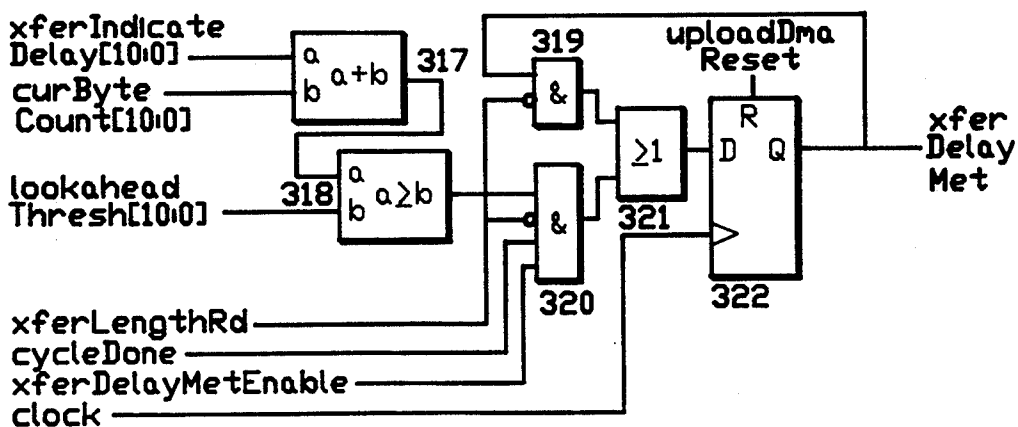 xferIndicate
Delay[10:0]
curByte
Count[10:0]
a
b
a+b
317
319
&
uploadDma
Reset
R
D
Q
≥1
321
322
xfer
Delay
Met
lookahead
Thresh[10:0]
318
a
b
a≥b
&
320
xferLengthRd
cycleDone
xferDelayMetEnable
clock